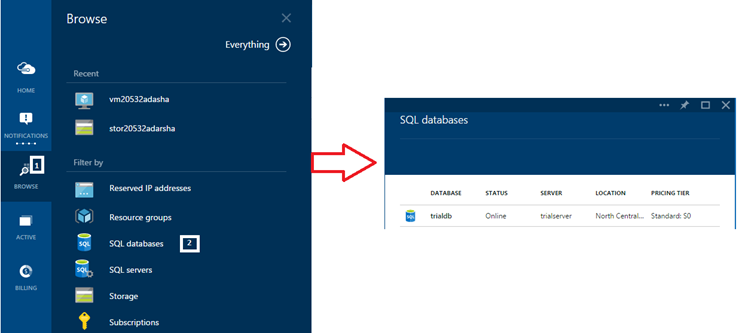 HOME
NOTIFICATIONS
1
BROWSE
ACTIVE
BILLING
Browse
Everything
Recent
vm20532adasha
stor20532adarsha
Filter by
Reserved IP addresses
Resource groups
SQL databases 2
SQL servers
Storage
Subscriptions
SQL databases
DATABASE STATUS SERVER LOCATION PRICING TIER
trialdb Online trialserver North Central... Standard: S0